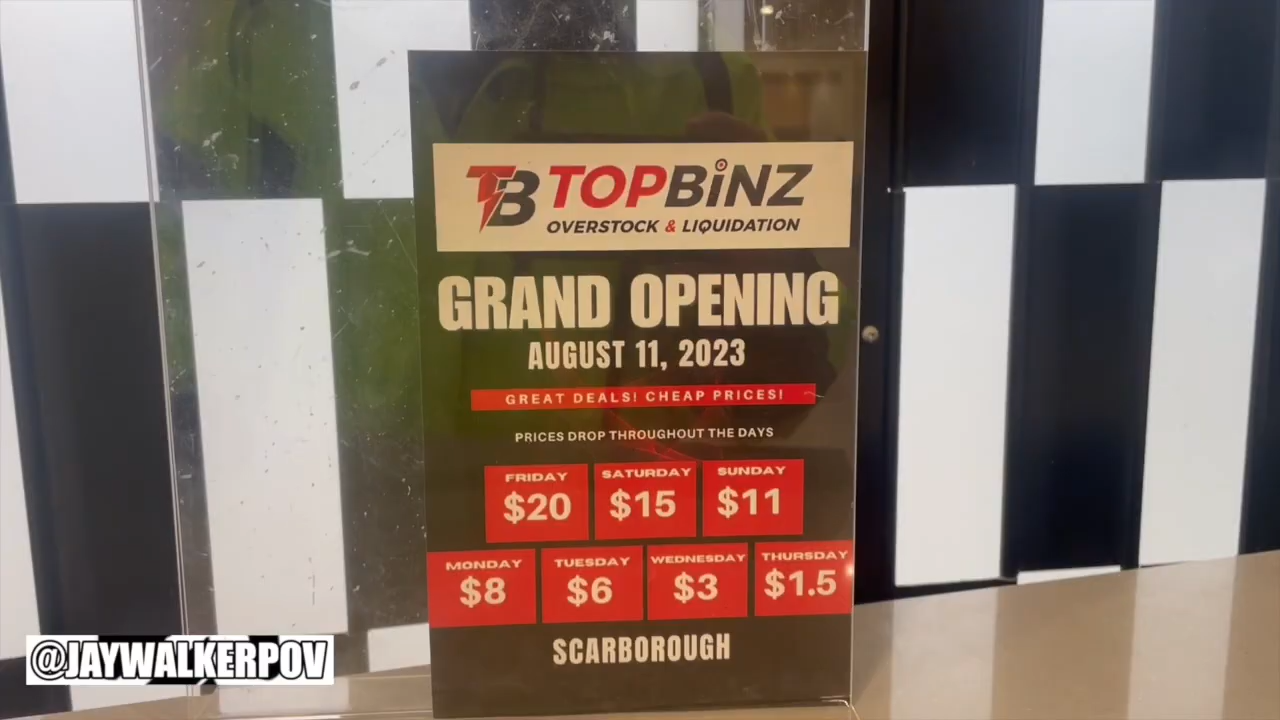 TB TOPBiNZ
OVERSTOCK & LIQUIDATION
GRAND OPENING
AUGUST 11, 2023
GREAT DEALS! CHEAP PRICES!
PRICES DROP THROUGHOUT THE DAYS
FRIDAY SATURDAY SUNDAY
$20 $15 $11
MONDAY TUESDAY WEDNESDAY THURSDAY
$8 $6 $3 $1.5
SCARBOROUGH
@JAYWALKERPOV